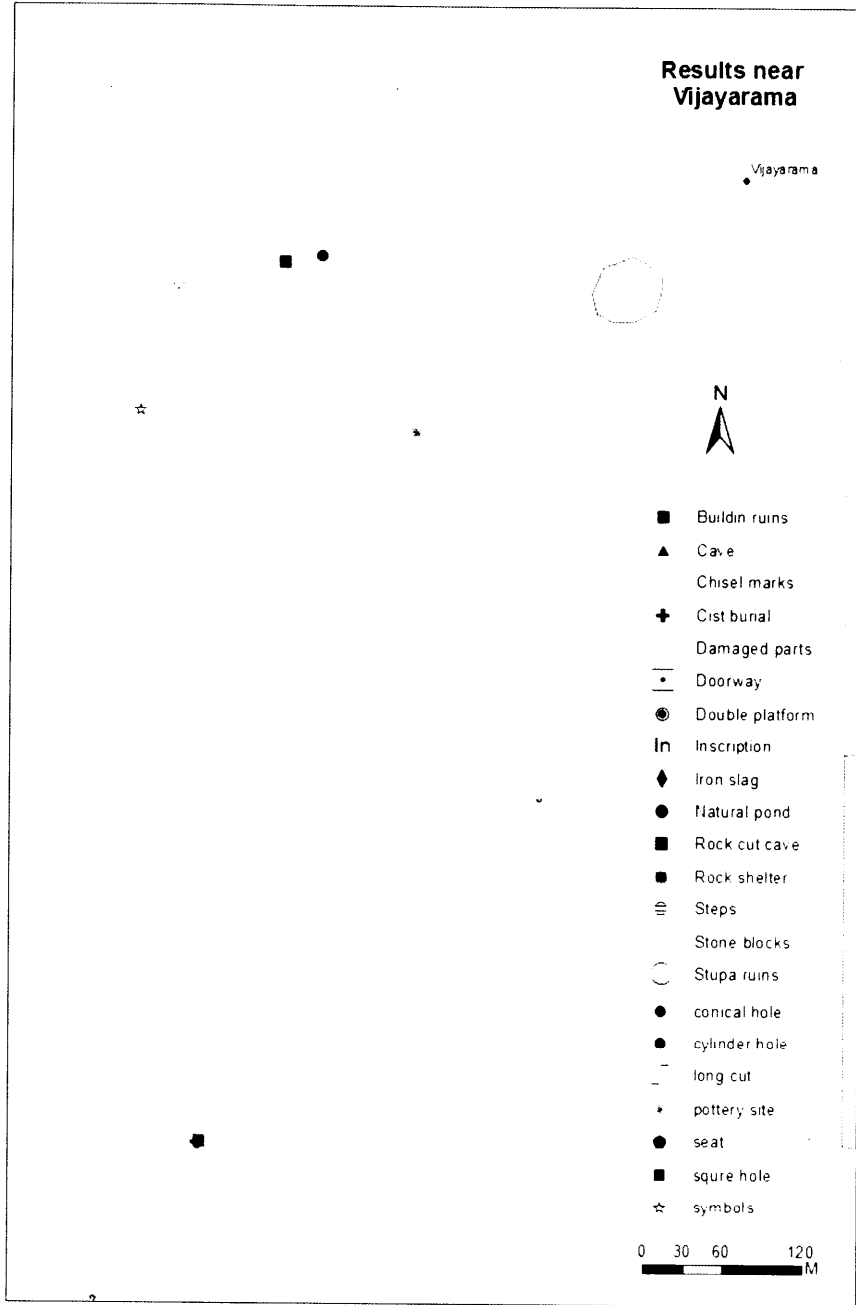 Results near
Vijayarama
Vijayarama
N
Buildin ruins
Cave
Chisel marks
Cist burial
Damaged parts
Doorway
Double platform
In Inscription
Iron slag
Natural pond
Rock cut cave
Rock shelter
Steps
Stone blocks
Stupa ruins
conical hole
cylinder hole
long cut
pottery site
seat
squre hole
symbols
0 30 60 120
M